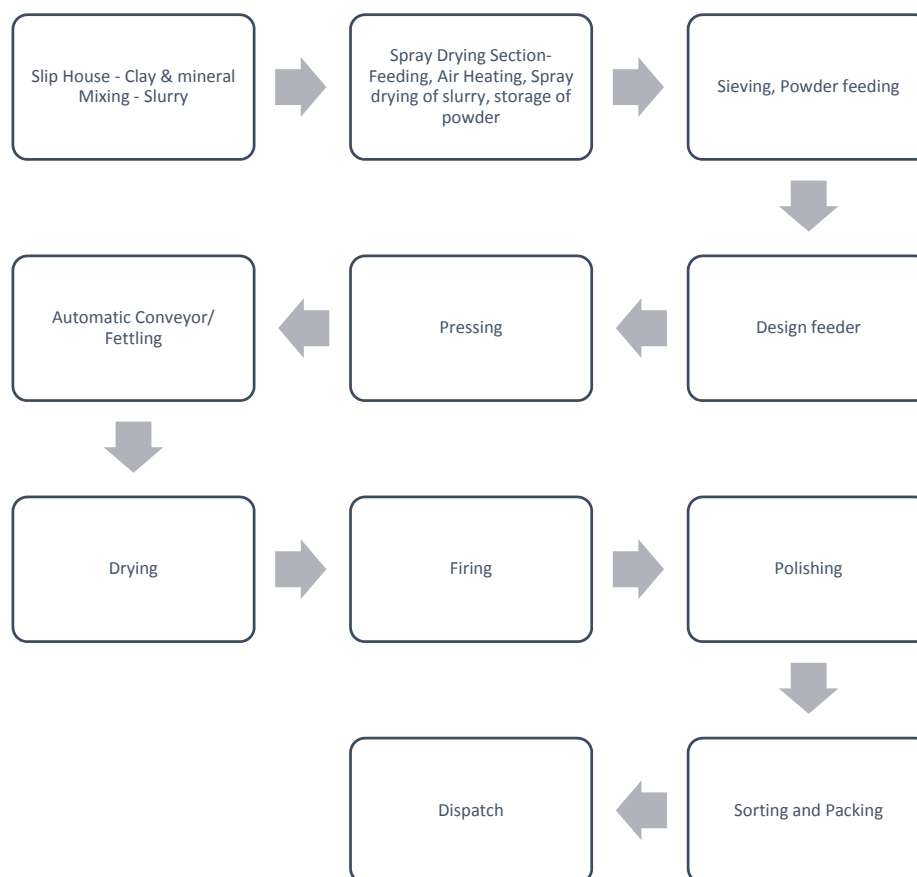 Slip House - Clay & mineral
Mixing - Slurry
Spray Drying Section-
Feeding, Air Heating, Spray
drying of slurry, storage of
powder
Sieving, Powder feeding
Design feeder
Pressing
Automatic Conveyor/
Fettling
Drying
Firing
Polishing
Sorting and Packing
Dispatch